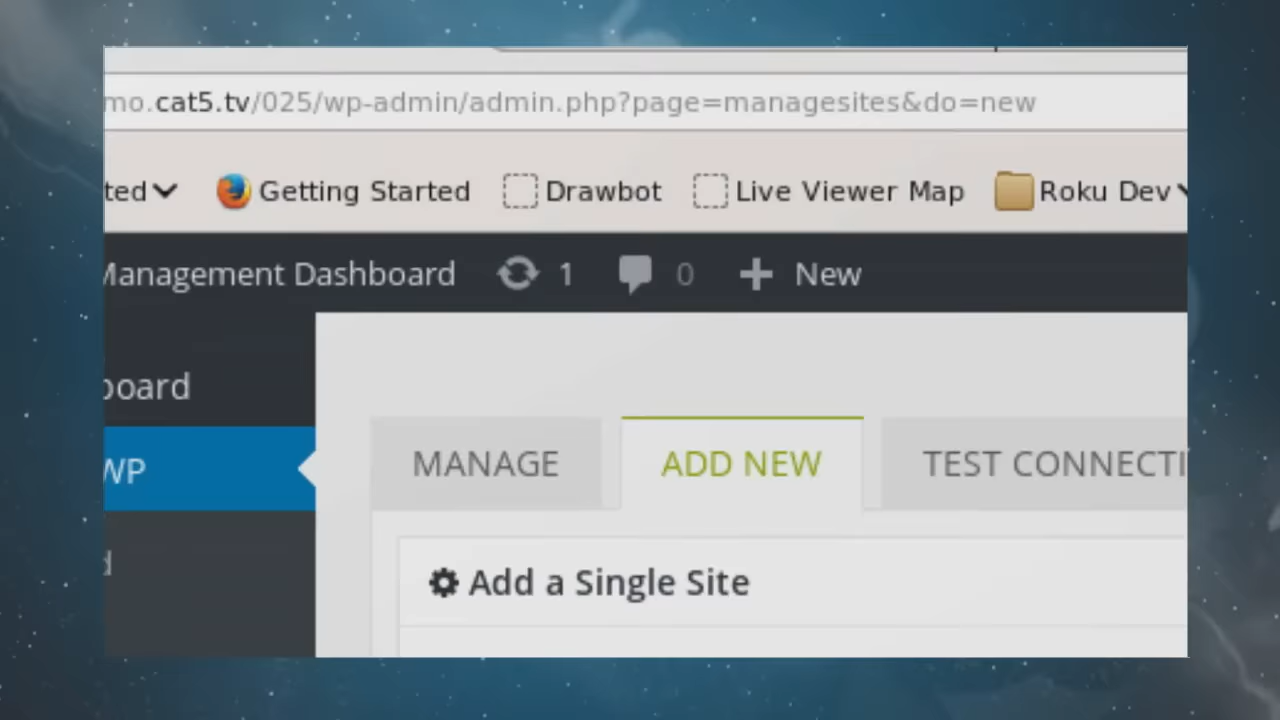 mo.cat5.tv/025/wp-admin/admin.php?page=managesites&do=new
ted Getting Started Drawbot Live Viewer Map Roku Dev
Management Dashboard 1 0 New
board
WP
MANAGE ADD NEW TEST CONNECTI
d
Add a Single Site